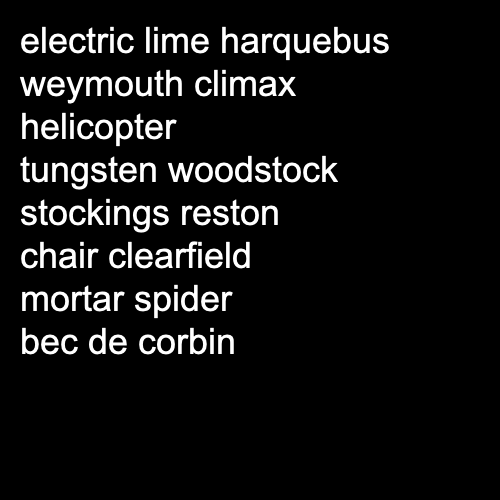 electric lime harquebus
weymouth climax
helicopter
tungsten woodstock
stockings reston
chair clearfield
mortar spider
bec de corbin